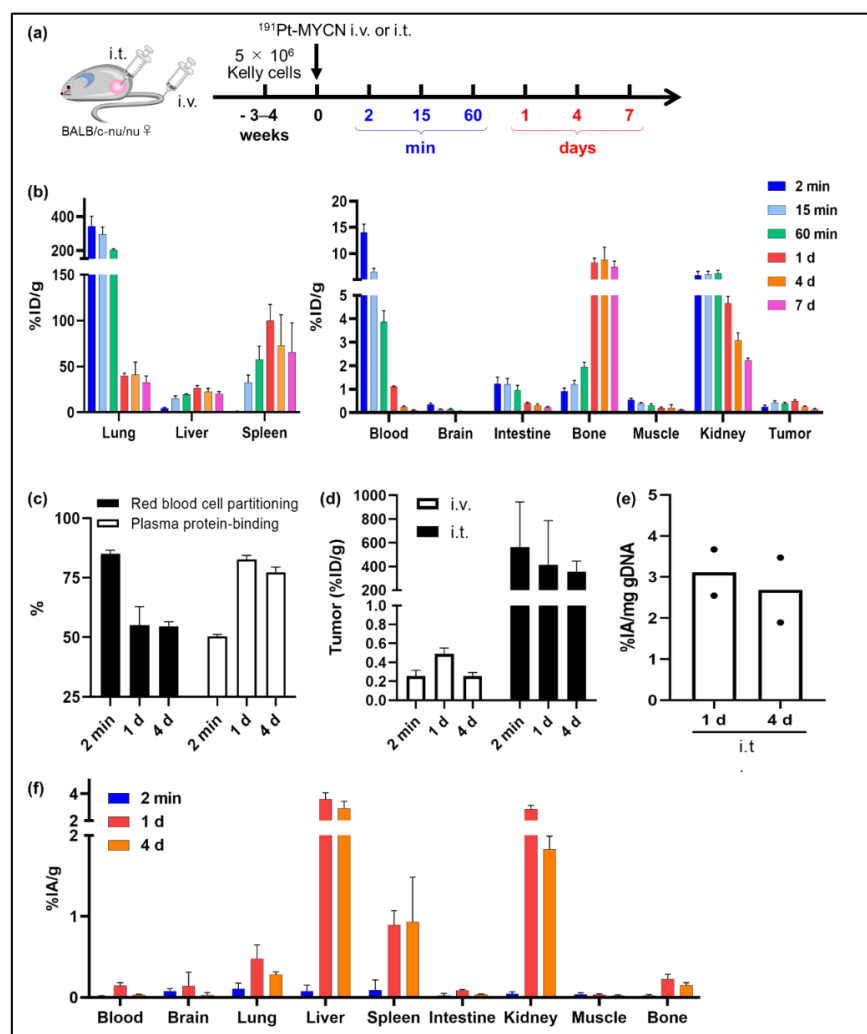 (a)
191Pt-MYCN i.v. or i.t.
i.t.
5 × 10⁶
Kelly cells
i.v.
BALB/c-nu/nu ♀
- 3–4
weeks
0
2 15 60
min
1 4 7
days
(b)
%ID/g
400
200
150
100
50
0
Lung Liver Spleen
%ID/g
20
15
10
5
4
3
2
1
0
Blood Brain Intestine Bone Muscle Kidney Tumor
2 min
15 min
60 min
1 d
4 d
7 d
(c)
Red blood cell partitioning
Plasma protein-binding
%
100
75
50
25
2 min 1 d 4 d 2 min 1 d 4 d
(d)
i.v.
i.t.
Tumor (%ID/g)
1000
800
600
400
200
1.0
0.8
0.6
0.4
0.2
0.0
2 min 1 d 4 d 2 min 1 d 4 d
(e)
%IA/mg gDNA
5
4
3
2
1
0
1 d 4 d
i.t
.
(f)
2 min
1 d
4 d
%IA/g
4
2
2
1
0
Blood Brain Lung Liver Spleen Intestine Kidney Muscle Bone